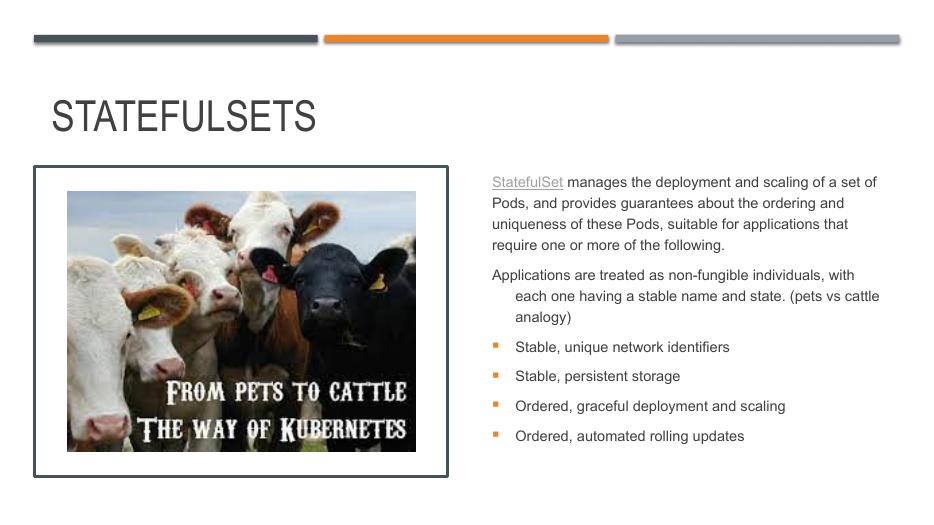 STATEFULSETS
FROM PETS TO CATTLE
THE WAY OF KUBERNETES
StatefulSet manages the deployment and scaling of a set of
Pods, and provides guarantees about the ordering and
uniqueness of these Pods, suitable for applications that
require one or more of the following.
Applications are treated as non-fungible individuals, with
each one having a stable name and state. (pets vs cattle
analogy)
Stable, unique network identifiers
Stable, persistent storage
Ordered, graceful deployment and scaling
Ordered, automated rolling updates